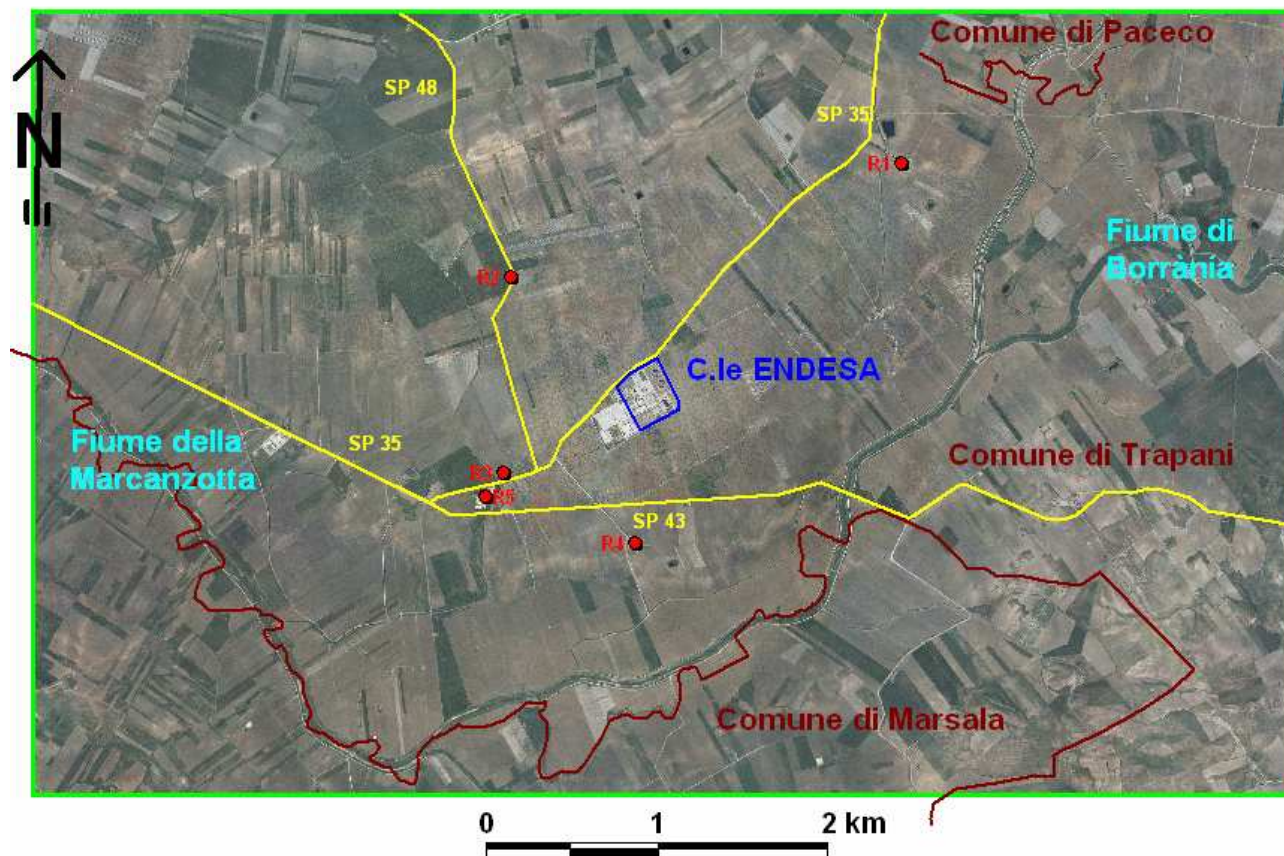 Comune di Paceco
SP 48
SP 35
N
R1
Fiume di
Borrània
R2
C.le ENDESA
Fiume della
Marcanzotta
SP 35
Comune di Trapani
R3
R5
SP 43
R4
Comune di Marsala
0 1 2 km